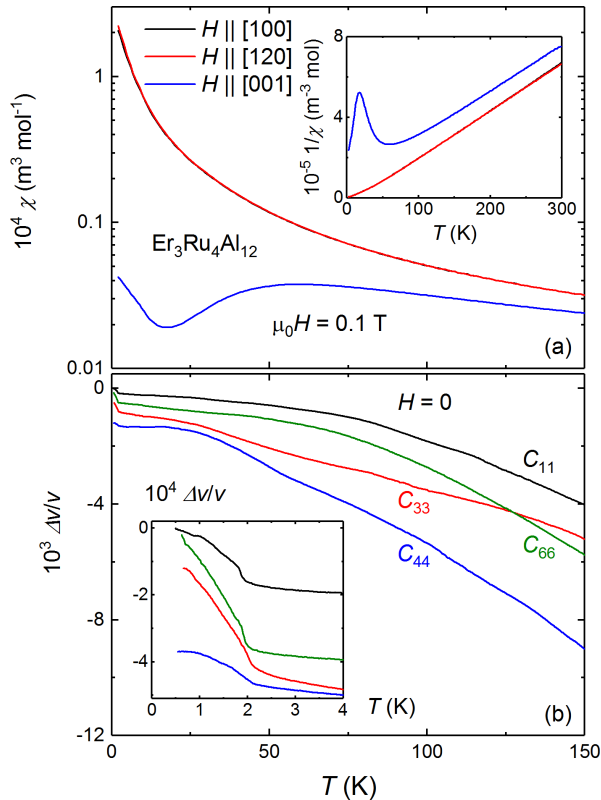 (a)
H || [100]
H || [120]
H || [001]
10⁴ χ (m³ mol⁻¹)
1
0.1
0.01
10⁻⁵ 1/χ (m⁻³ mol)
8
4
0
0 100 200 300
T (K)
Er₃Ru₄Al₁₂
μ₀H = 0.1 T
(a)
10³ Δv/v
0
-4
-8
-12
H = 0
C₁₁
C₃₃
C₆₆
C₄₄
10⁴ Δv/v
0
-2
-4
0 1 2 3 4
T (K)
(b)
0 50 100 150
T (K)